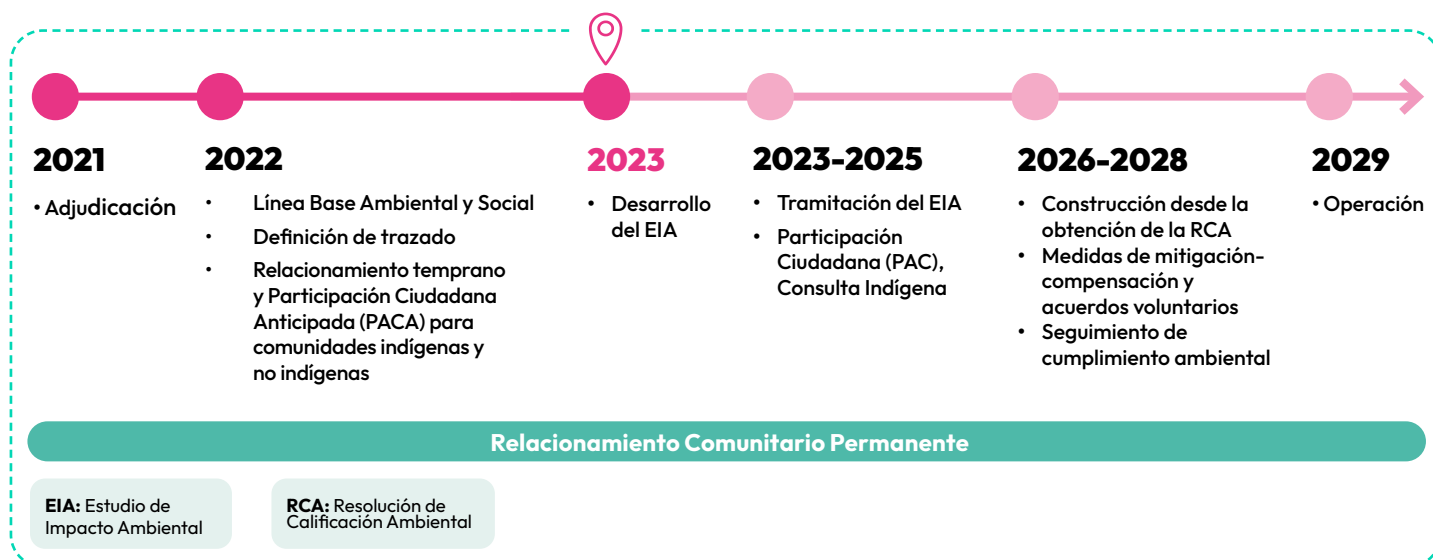 2021
• Adjudicación
2022
• Línea Base Ambiental y Social
• Definición de trazado
• Relacionamiento temprano
y Participación Ciudadana
Anticipada (PACA) para
comunidades indígenas y
no indígenas
2023
• Desarrollo
del EIA
2023-2025
• Tramitación del EIA
• Participación
Ciudadana (PAC),
Consulta Indígena
2026-2028
• Construcción desde la
obtención de la RCA
• Medidas de mitigación-
compensación y
acuerdos voluntarios
• Seguimiento de
cumplimiento ambiental
2029
• Operación
Relacionamiento Comunitario Permanente
EIA: Estudio de
Impacto Ambiental
RCA: Resolución de
Calificación Ambiental